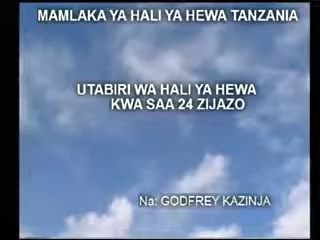 MAMLAKA YA HALI YA HEWA TANZANIA
UTABIRI WA HALI YA HEWA
KWA SAA 24 ZIJAZO
Na: GODFREY KAZINJA